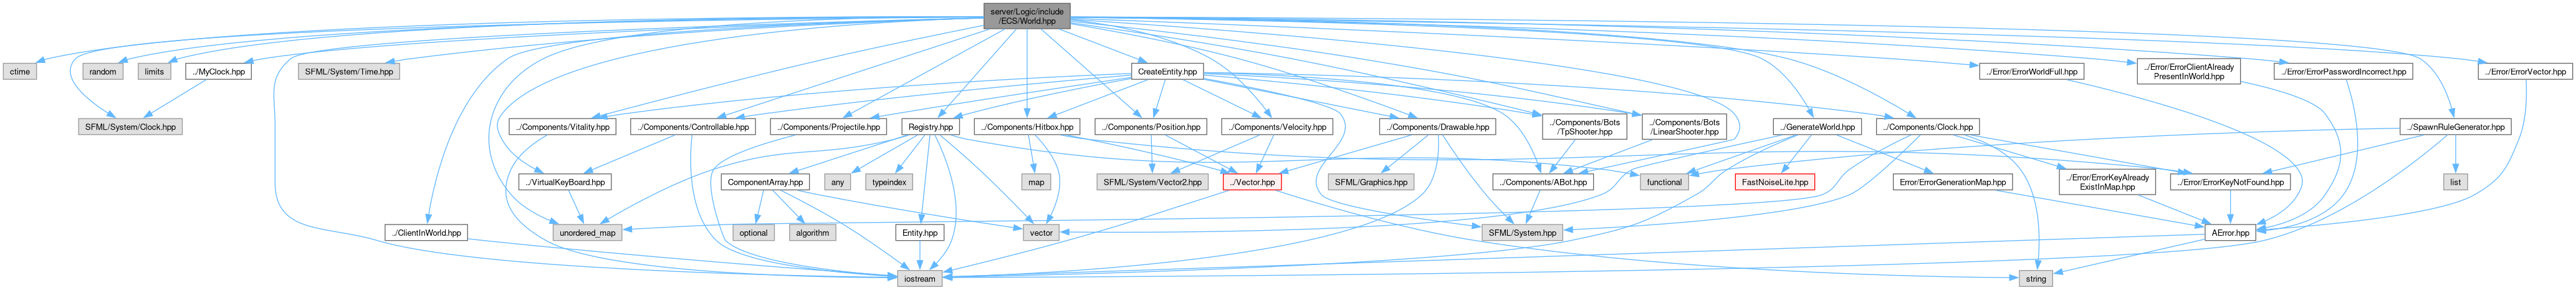 server/Logic/include
/ECS/World.hpp
ctime
random
limits
../MyClock.hpp
SFML/System/Time.hpp
CreateEntity.hpp
../Error/ErrorWorldFull.hpp
../Error/ErrorClientAlready
PresentInWorld.hpp
../Error/ErrorPasswordIncorrect.hpp
../Error/ErrorVector.hpp
SFML/System/Clock.hpp
../Components/Vitality.hpp
../Components/Controllable.hpp
../Components/Projectile.hpp
Registry.hpp
../Components/Hitbox.hpp
../Components/Position.hpp
../Components/Velocity.hpp
../Components/Drawable.hpp
../Components/Bots
/TpShooter.hpp
../Components/Bots
/LinearShooter.hpp
../GenerateWorld.hpp
../Components/Clock.hpp
../SpawnRuleGenerator.hpp
../VirtualKeyBoard.hpp
ComponentArray.hpp
any
typeindex
map
SFML/System/Vector2.hpp
../Vector.hpp
SFML/Graphics.hpp
../Components/ABot.hpp
functional
FastNoiseLite.hpp
Error/ErrorGenerationMap.hpp
../Error/ErrorKeyAlready
ExistInMap.hpp
../Error/ErrorKeyNotFound.hpp
list
../ClientInWorld.hpp
unordered_map
optional
algorithm
Entity.hpp
vector
SFML/System.hpp
AError.hpp
iostream
string